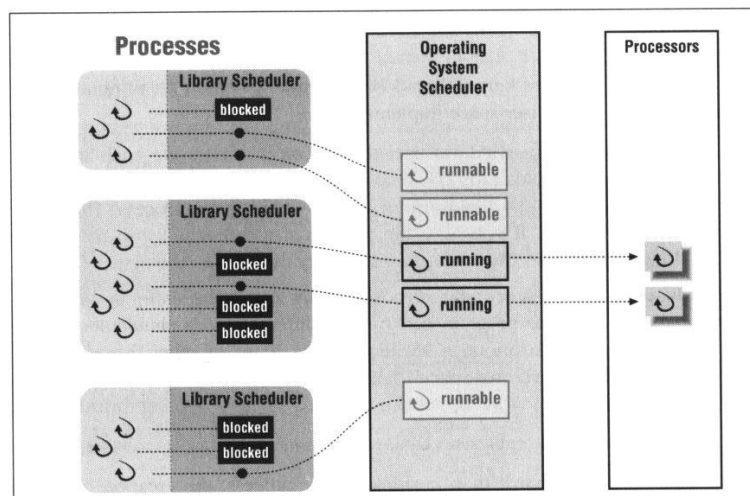 Processes
Library Scheduler
blocked
Library Scheduler
blocked
blocked
blocked
Library Scheduler
blocked
blocked
Operating
System
Scheduler
runnable
runnable
running
running
runnable
Processors